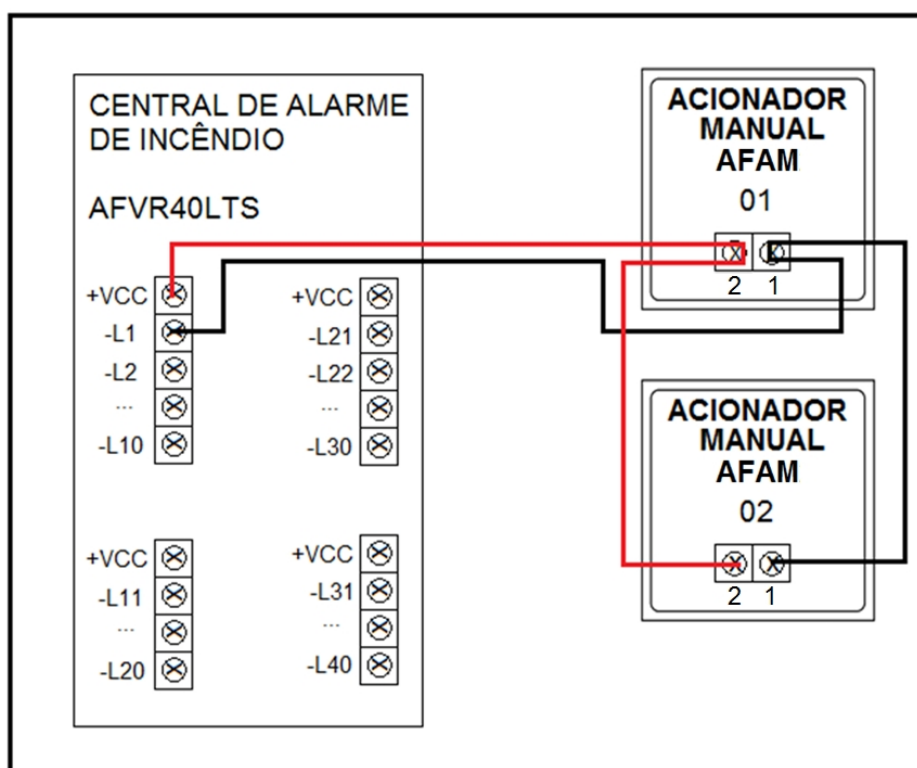 CENTRAL DE ALARME
DE INCÊNDIO
AFVR40LTS
+VCC
-L1
-L2
...
-L10
+VCC
-L21
-L22
...
-L30
+VCC
-L11
...
-L20
+VCC
-L31
...
-L40
ACIONADOR
MANUAL
AFAM
01
2 1
ACIONADOR
MANUAL
AFAM
02
2 1